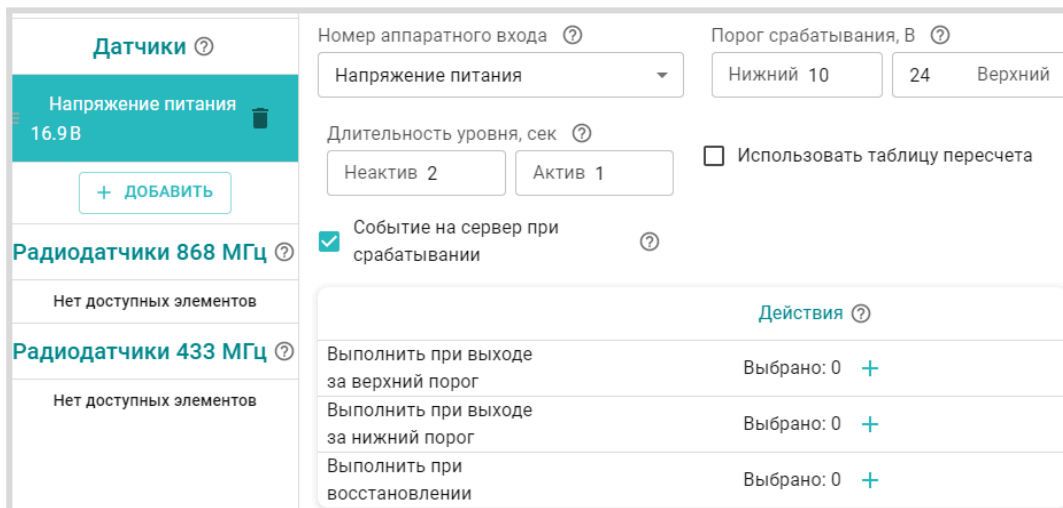 Датчики
Напряжение питания
16.9 В
+ ДОБАВИТЬ
Радиодатчики 868 МГц
Нет доступных элементов
Радиодатчики 433 МГц
Нет доступных элементов
Номер аппаратного входа
Напряжение питания
Порог срабатывания, В
Нижний 10
24 Верхний
Длительность уровня, сек
Неактив 2
Актив 1
Использовать таблицу пересчета
Событие на сервер при
срабатывании
Действия
Выполнить при выходе
за верхний порог
Выбрано: 0 +
Выполнить при выходе
за нижний порог
Выбрано: 0 +
Выполнить при
восстановлении
Выбрано: 0 +